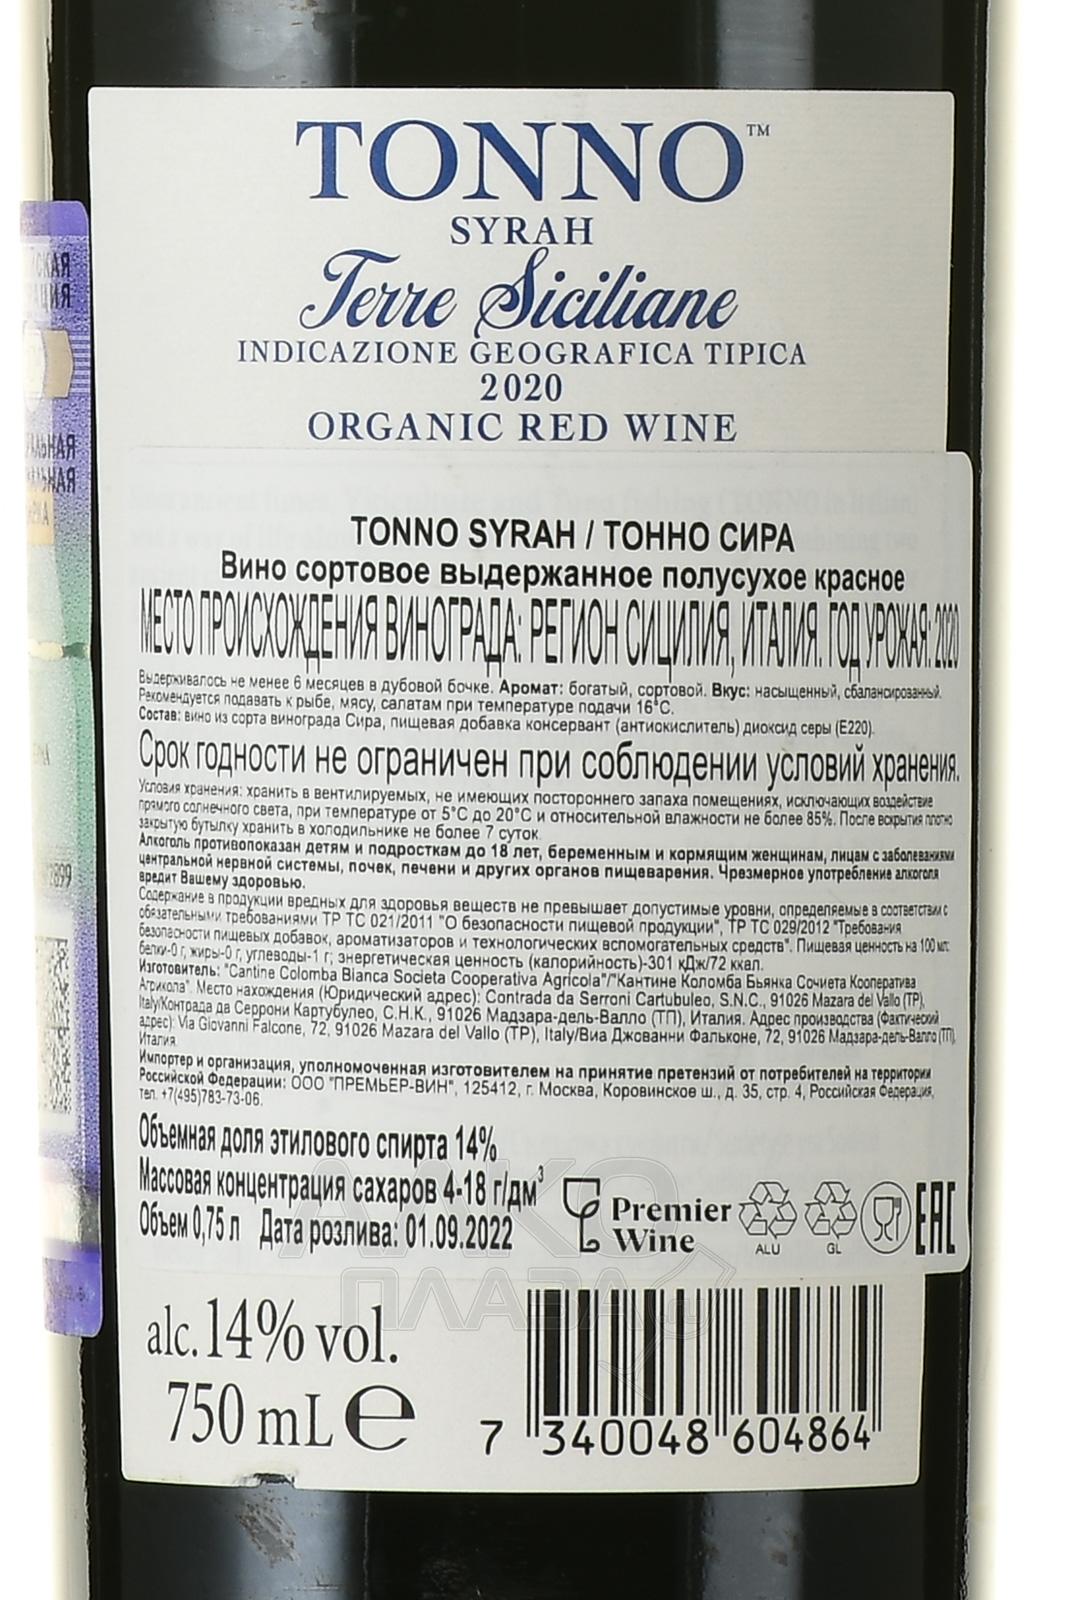 TONNO™
SYRAH
Terre Siciliane
INDICAZIONE GEOGRAFICA TIPICA
2020
ORGANIC RED WINE
TONNO SYRAH / ТОННО СИРА
Вино сортовое выдержанное полусухое красное
МЕСТО ПРОИСХОЖДЕНИЯ ВИНОГРАДА: РЕГИОН СИЦИЛИЯ, ИТАЛИЯ. ГОД УРОЖАЯ: 2020
Выдерживалось не менее 6 месяцев в дубовой бочке. Аромат: богатый, сортовой. Вкус: насыщенный, сбалансированный.
Рекомендуется подавать к рыбе, мясу, салатам при температуре подачи 16°С.
Состав: вино из сорта винограда Сира, пищевая добавка консервант (антиокислитель) диоксид серы (Е220).
Срок годности не ограничен при соблюдении условий хранения.
Условия хранения: хранить в вентилируемых, не имеющих постороннего запаха помещениях, исключающих воздействие
прямого солнечного света, при температуре от 5°С до 20°С и относительной влажности не более 85%. После вскрытия плотно
закрытую бутылку хранить в холодильнике не более 7 суток.
Алкоголь противопоказан детям и подросткам до 18 лет, беременным и кормящим женщинам, лицам с заболеваниями
центральной нервной системы, почек, печени и других органов пищеварения. Чрезмерное употребление алкоголя
вредит Вашему здоровью.
Содержание в продукции вредных для здоровья веществ не превышает допустимые уровни, определяемые в соответствии с
обязательными требованиями ТР ТС 021/2011 "О безопасности пищевой продукции", ТР ТС 029/2012 "Требования
безопасности пищевых добавок, ароматизаторов и технологических вспомогательных средств". Пищевая ценность на 100 мл:
белки-0 г, жиры-0 г, углеводы-1 г; энергетическая ценность (калорийность)-301 кДж/72 ккал.
Изготовитель: "Cantine Colomba Bianca Societa Cooperativa Agricola"/"Кантине Коломба Бьянка Сочиета Кооператива
Агрикола". Место нахождения (Юридический адрес): Contrada da Serroni Cartubuleo, S.N.C., 91026 Mazara del Vallo (TP),
Italy/Контрада да Серрони Картубулео, С.Н.К., 91026 Мадзара-дель-Валло (ТП), Италия. Адрес производства (Фактический
адрес): Via Giovanni Falcone, 72, 91026 Mazara del Vallo (TP), Italy/Виа Джованни Фальконе, 72, 91026 Мадзара-дель-Валло (ТП),
Италия.
Импортер и организация, уполномоченная изготовителем на принятие претензий от потребителей на территории
Российской Федерации: ООО "ПРЕМЬЕР-ВИН", 125412, г. Москва, Коровинское ш., д. 35, стр. 4, Российская Федерация,
тел. +7(495)783-73-06.
Объемная доля этилового спирта 14%
Массовая концентрация сахаров 4-18 г/дм³
Объем 0,75 л Дата розлива: 01.09.2022
Premier
Wine
ALU
GL
EAC
alc. 14% vol.
750 mL e
7 340048 604864
АЛКО
ПЛАЗА.ru